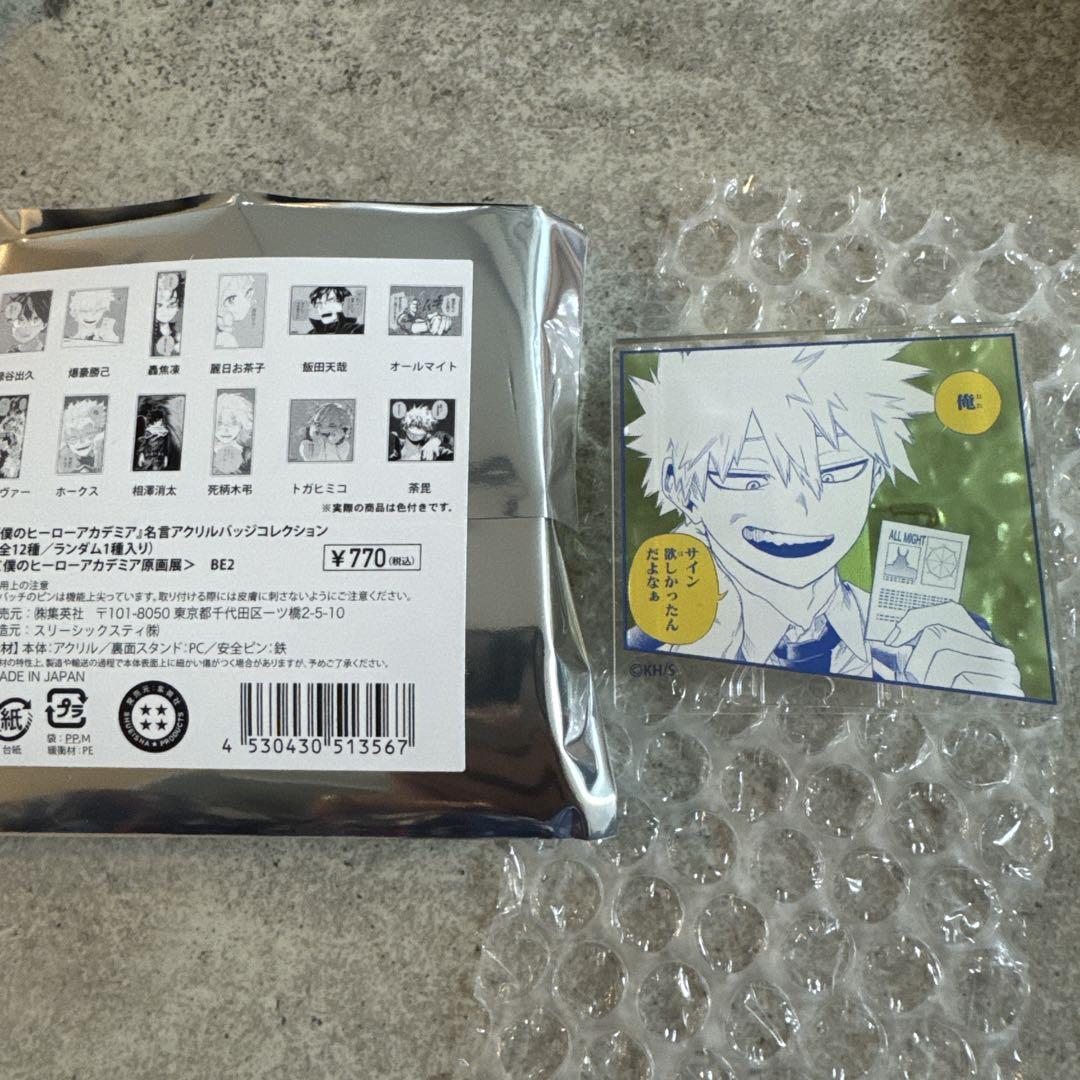 谷出久
爆豪勝己
轟焦凍
麗日お茶子
飯田天哉
オールマイト
ヴァー
ホークス
相澤消太
死柄木弔
トガヒミコ
荼毘
※実際の商品は色付きです。
『僕のヒーローアカデミア』名言アクリルバッジコレクション
全12種/ランダム1種入り)
僕のヒーローアカデミア原画展> BE2
¥770(税込)
用上の注意
バッチのピンは機能上尖っています。取り付ける際には皮膚に刺さないようにご注意ください。
売元:㈱集英社 〒101-8050 東京都千代田区一ツ橋2-5-10
造元:スリーシックスティ㈱
材]本体:アクリル/裏面スタンド:PC/安全ピン:鉄
材の特性上、製造や輸送の過程で本体表面上に細かい傷がつく場合がありますが、予めご了承ください。
MADE IN JAPAN
紙
台紙
プラ
袋:PP,M
緩衝材:PE
発売元:集英社
SHUEISHA PRODUCTS
4 530430 513567
俺
おれ
サイン
欲しかったん
ほ
だよなぁ
ALL MIGHT
©KH/S